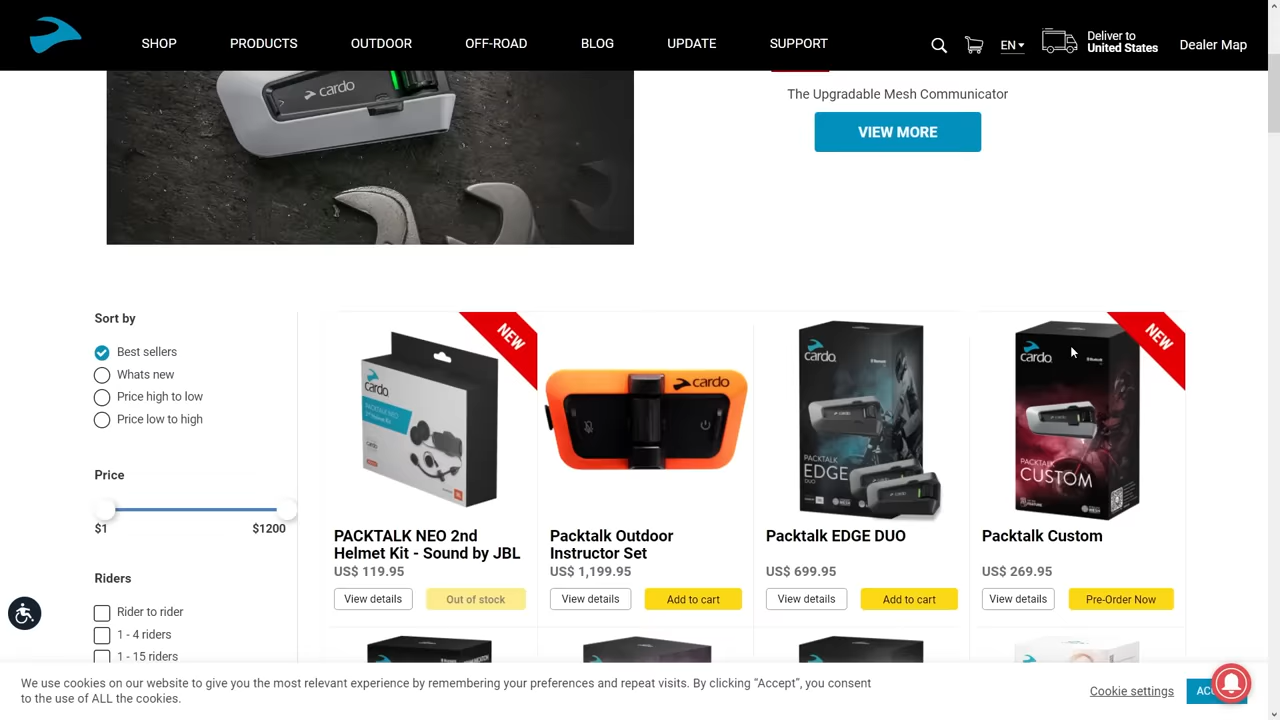 SHOP
PRODUCTS
OUTDOOR
OFF-ROAD
BLOG
UPDATE
SUPPORT
EN
Deliver to
United States
Dealer Map
cardo
The Upgradable Mesh Communicator
VIEW MORE
Sort by
Best sellers
Whats new
Price high to low
Price low to high
Price
$1
$1200
Riders
Rider to rider
1 - 4 riders
1 - 15 riders
NEW
cardo
PACKTALK NEO
PACKTALK NEO 2nd
Helmet Kit - Sound by JBL
US$ 119.95
View details
Out of stock
cardo
Packtalk Outdoor
Instructor Set
US$ 1,199.95
View details
Add to cart
cardo
PACKTALK
EDGE
DUO
Packtalk EDGE DUO
US$ 699.95
View details
Add to cart
NEW
cardo
PACKTALK
CUSTOM
Packtalk Custom
US$ 269.95
View details
Pre-Order Now
We use cookies on our website to give you the most relevant experience by remembering your preferences and repeat visits. By clicking “Accept”, you consent
to the use of ALL the cookies.
Cookie settings